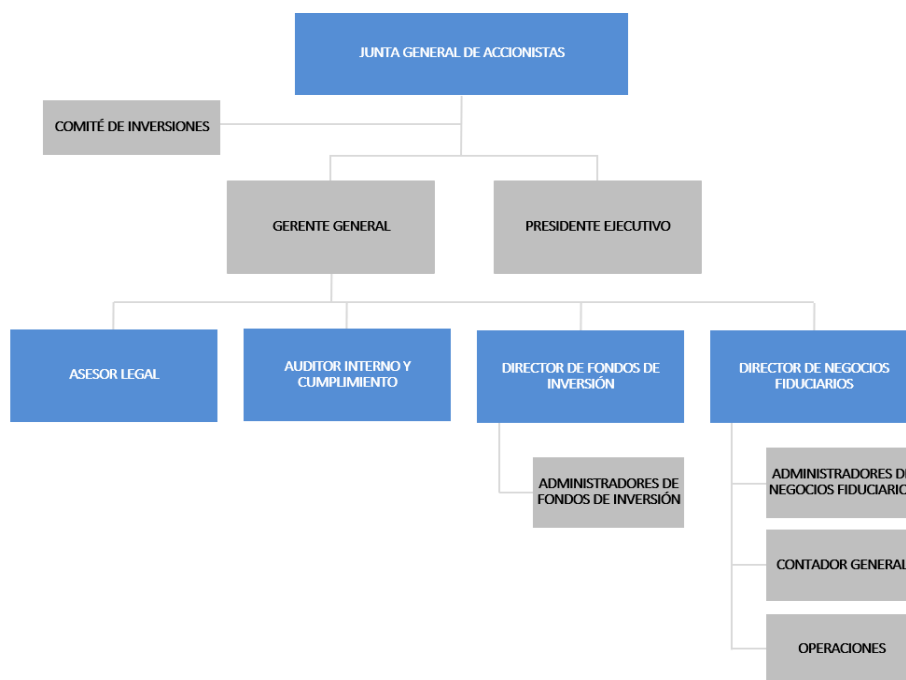 JUNTA GENERAL DE ACCIONISTAS
COMITÉ DE INVERSIONES
GERENTE GENERAL
PRESIDENTE EJECUTIVO
ASESOR LEGAL
AUDITOR INTERNO Y
CUMPLIMIENTO
DIRECTOR DE FONDOS DE
INVERSIÓN
DIRECTOR DE NEGOCIOS
FIDUCIARIOS
ADMINISTRADORES DE
FONDOS DE INVERSIÓN
ADMINISTRADORES DE
NEGOCIOS FIDUCIARIO
CONTADOR GENERAL
OPERACIONES